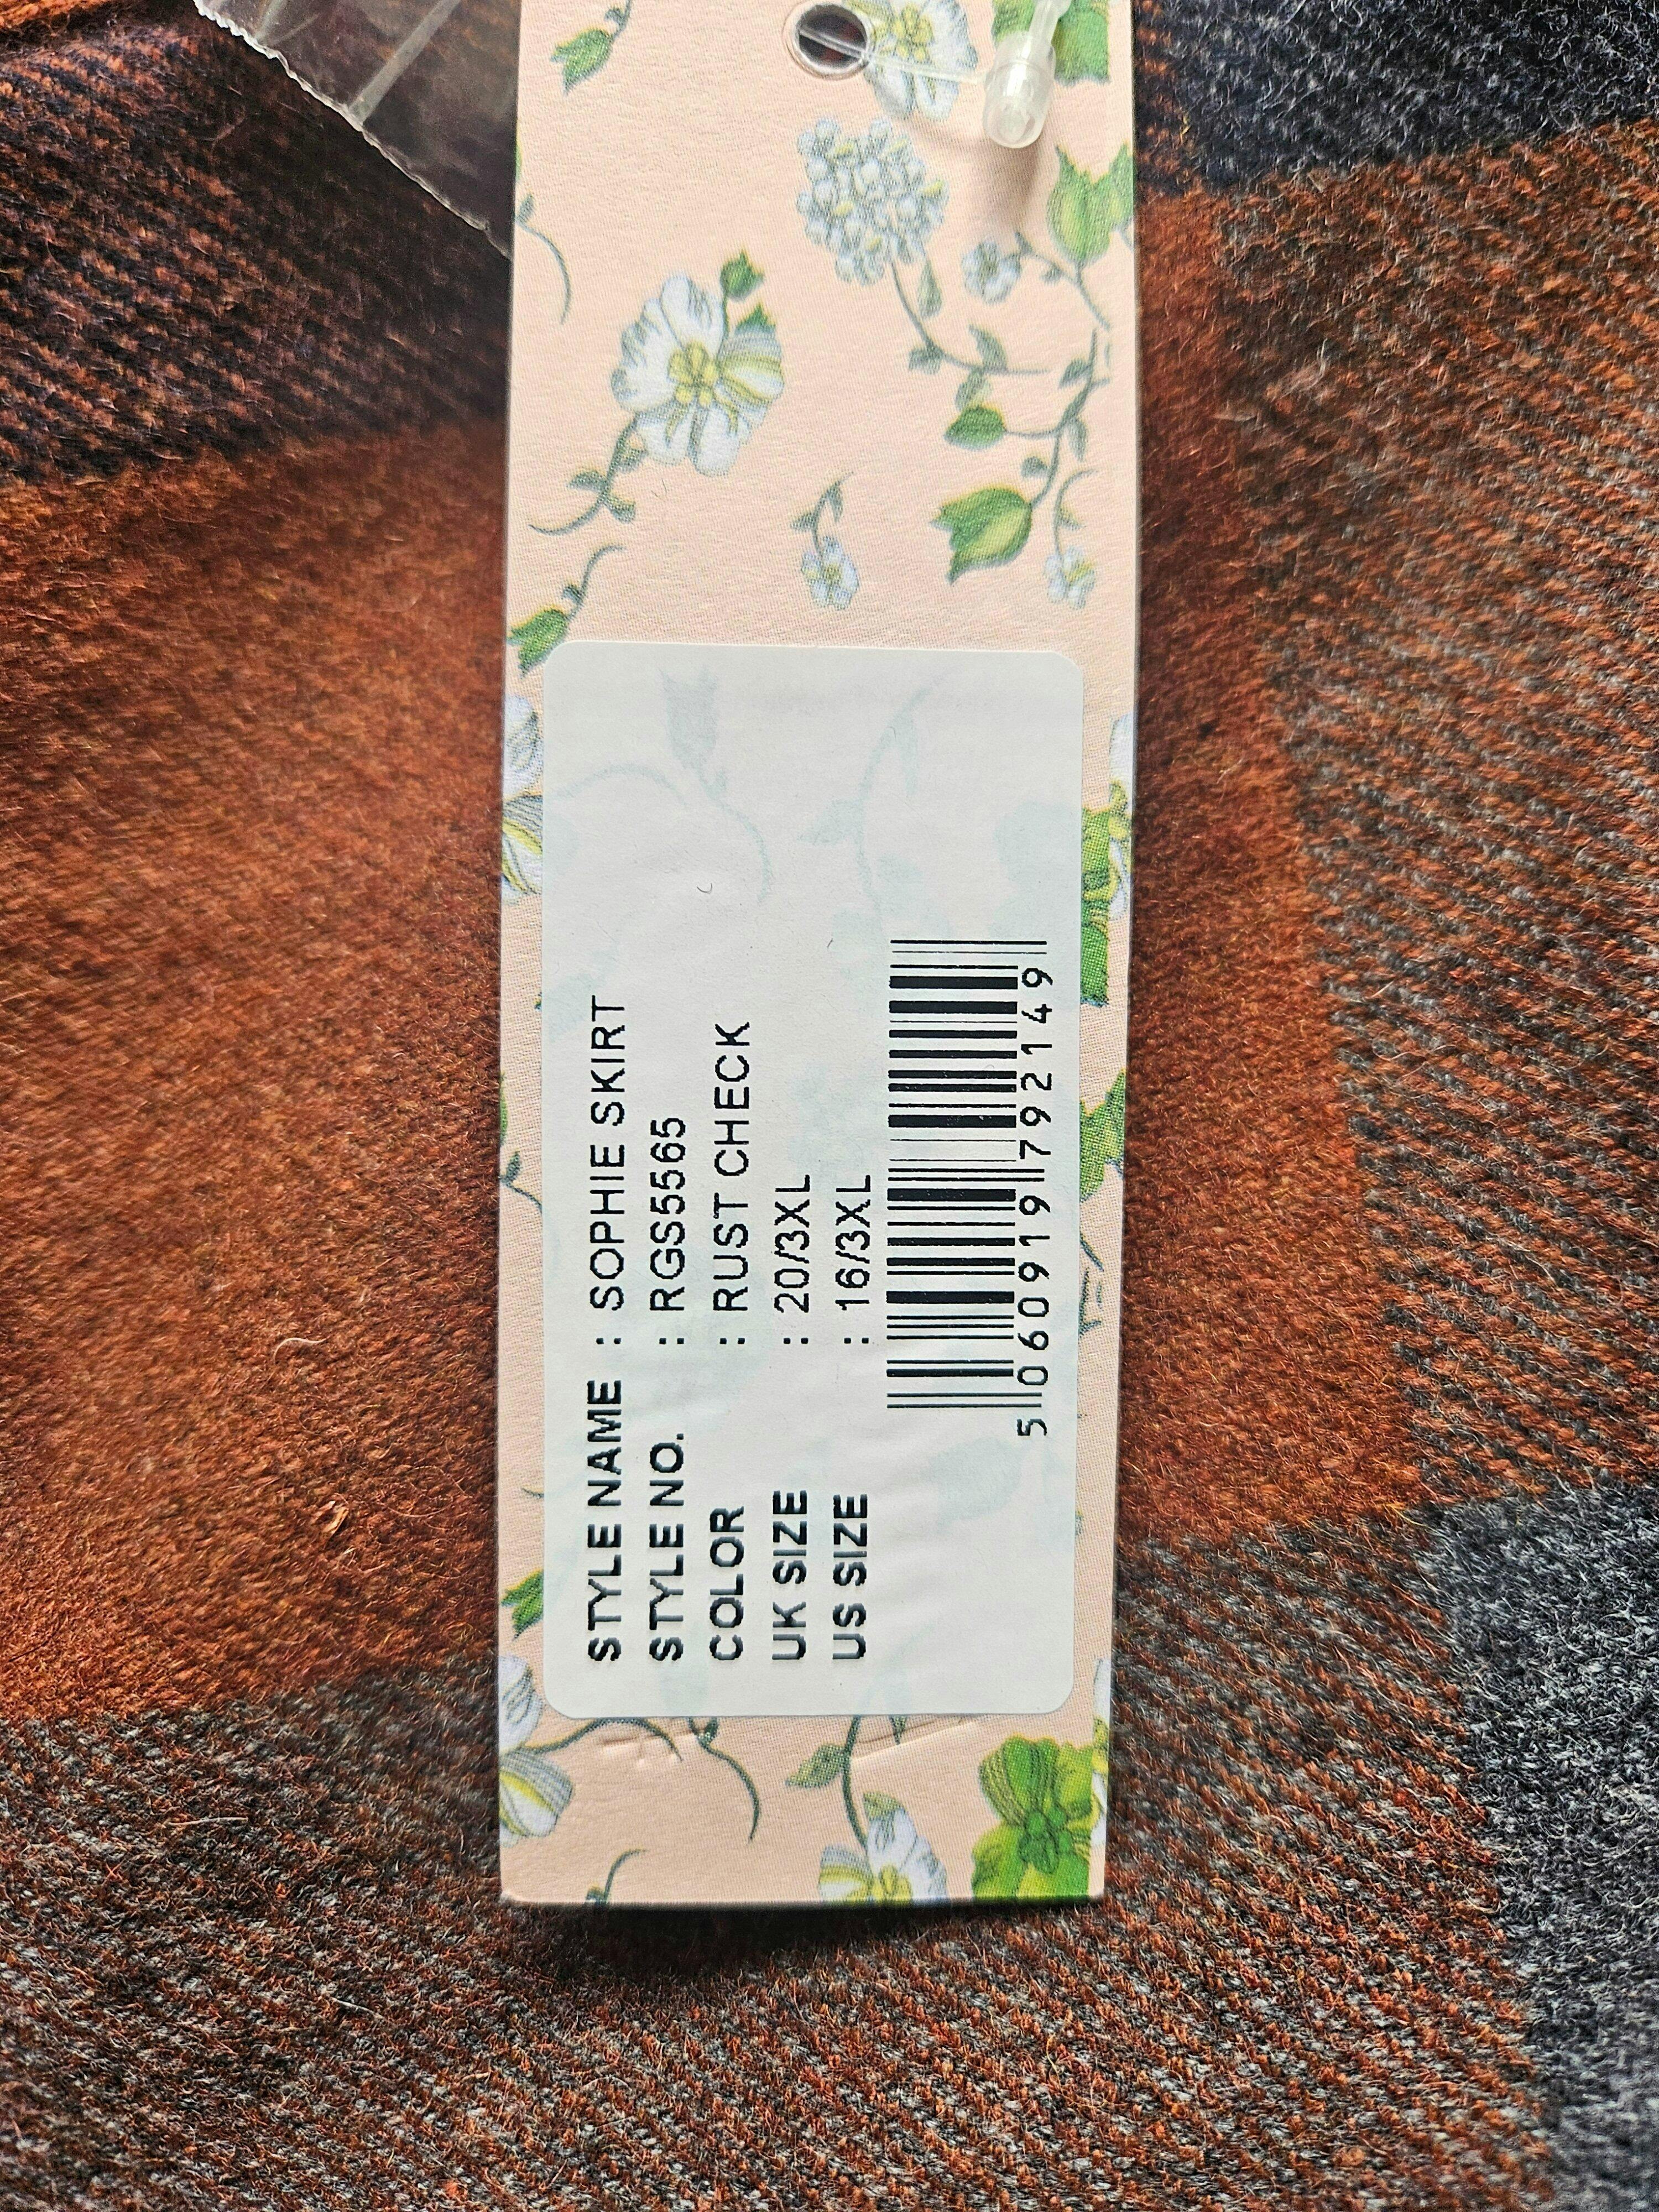 STYLE NAME : SOPHIE SKIRT
STYLE NO. : RGS5565
COLOR : RUST CHECK
UK SIZE : 20/3XL
US SIZE : 16/3XL
5 060919 792149